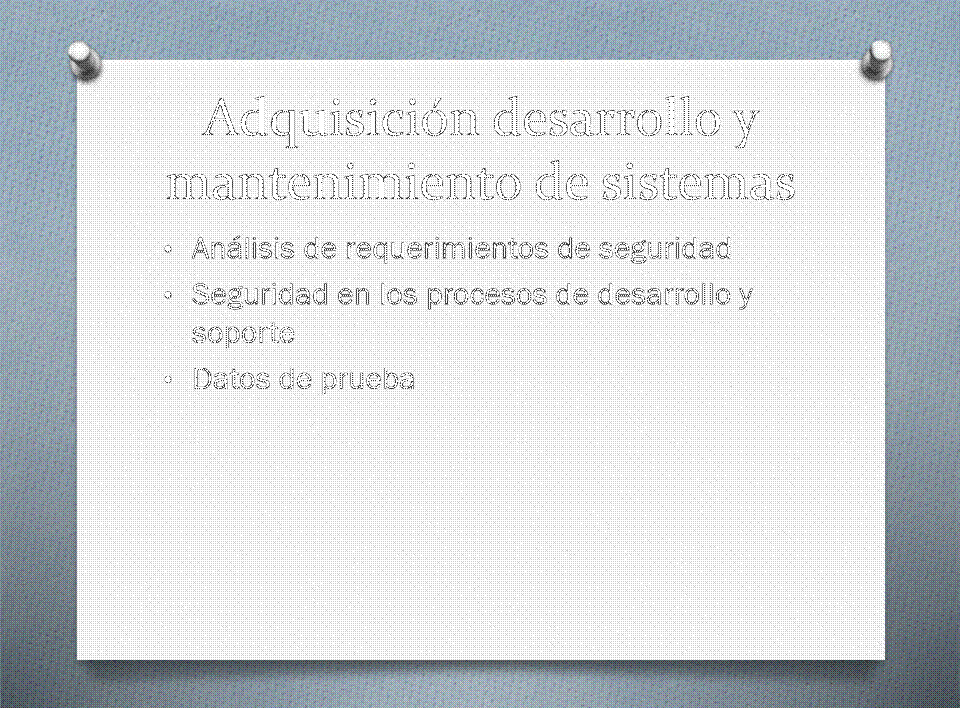 Adquisición desarrollo y
mantenimiento de sistemas
• Análisis de requerimientos de seguridad
• Seguridad en los procesos de desarrollo y
soporte
• Datos de prueba